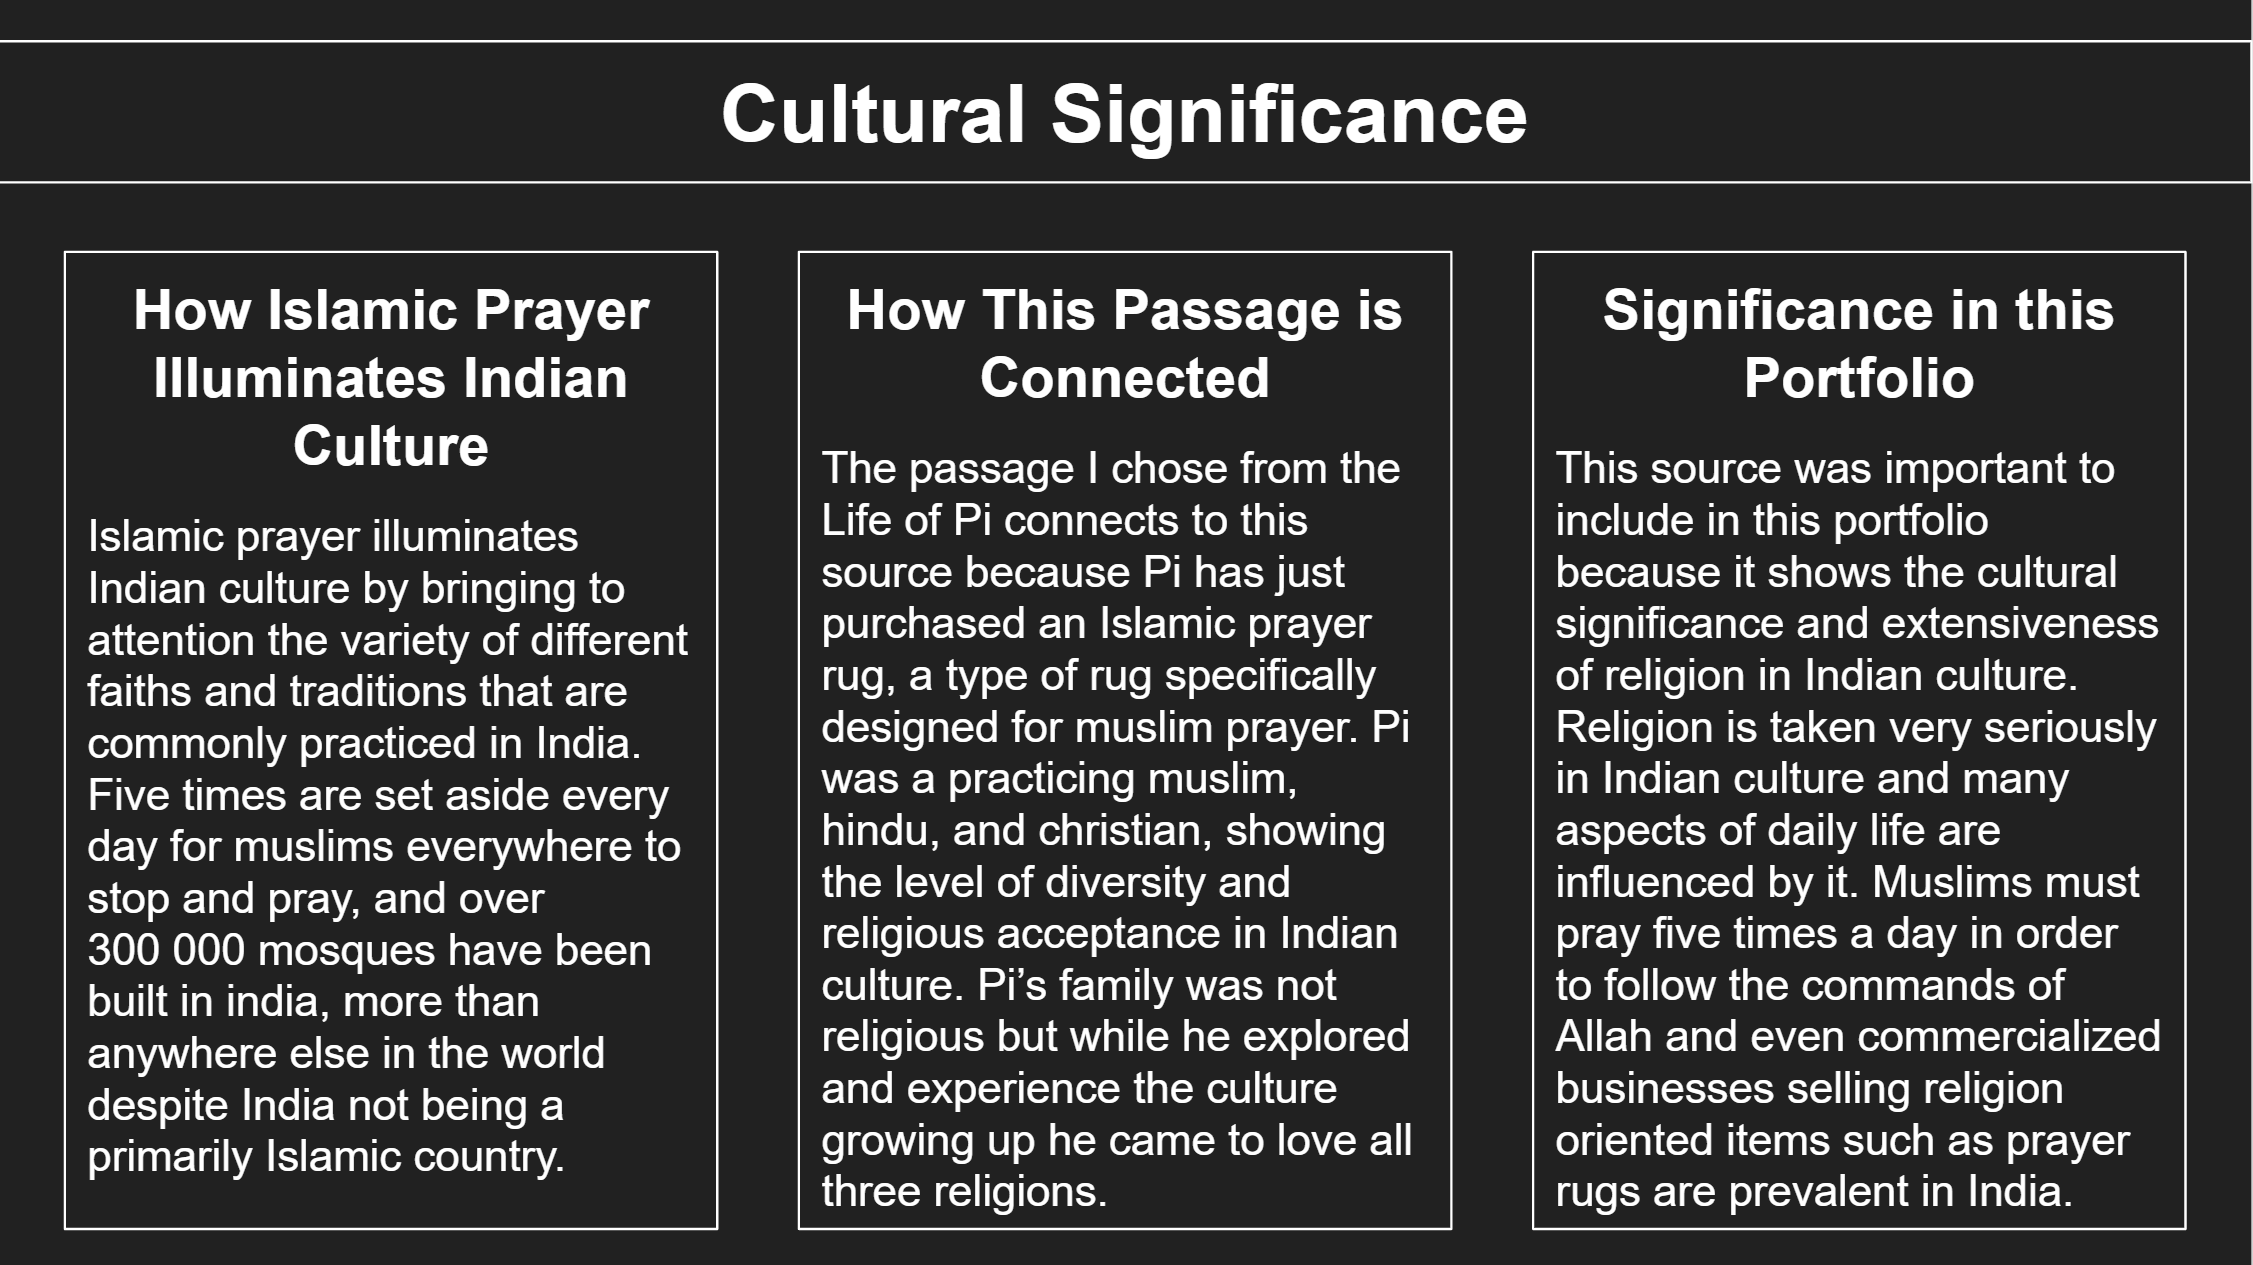 Cultural Significance
How Islamic Prayer
Illuminates Indian
Culture
Islamic prayer illuminates
Indian culture by bringing to
attention the variety of different
faiths and traditions that are
commonly practiced in India.
Five times are set aside every
day for muslims everywhere to
stop and pray, and over
300 000 mosques have been
built in india, more than
anywhere else in the world
despite India not being a
primarily Islamic country.
How This Passage is
Connected
The passage I chose from the
Life of Pi connects to this
source because Pi has just
purchased an Islamic prayer
rug, a type of rug specifically
designed for muslim prayer. Pi
was a practicing muslim,
hindu, and christian, showing
the level of diversity and
religious acceptance in Indian
culture. Pi’s family was not
religious but while he explored
and experience the culture
growing up he came to love all
three religions.
Significance in this
Portfolio
This source was important to
include in this portfolio
because it shows the cultural
significance and extensiveness
of religion in Indian culture.
Religion is taken very seriously
in Indian culture and many
aspects of daily life are
influenced by it. Muslims must
pray five times a day in order
to follow the commands of
Allah and even commercialized
businesses selling religion
oriented items such as prayer
rugs are prevalent in India.